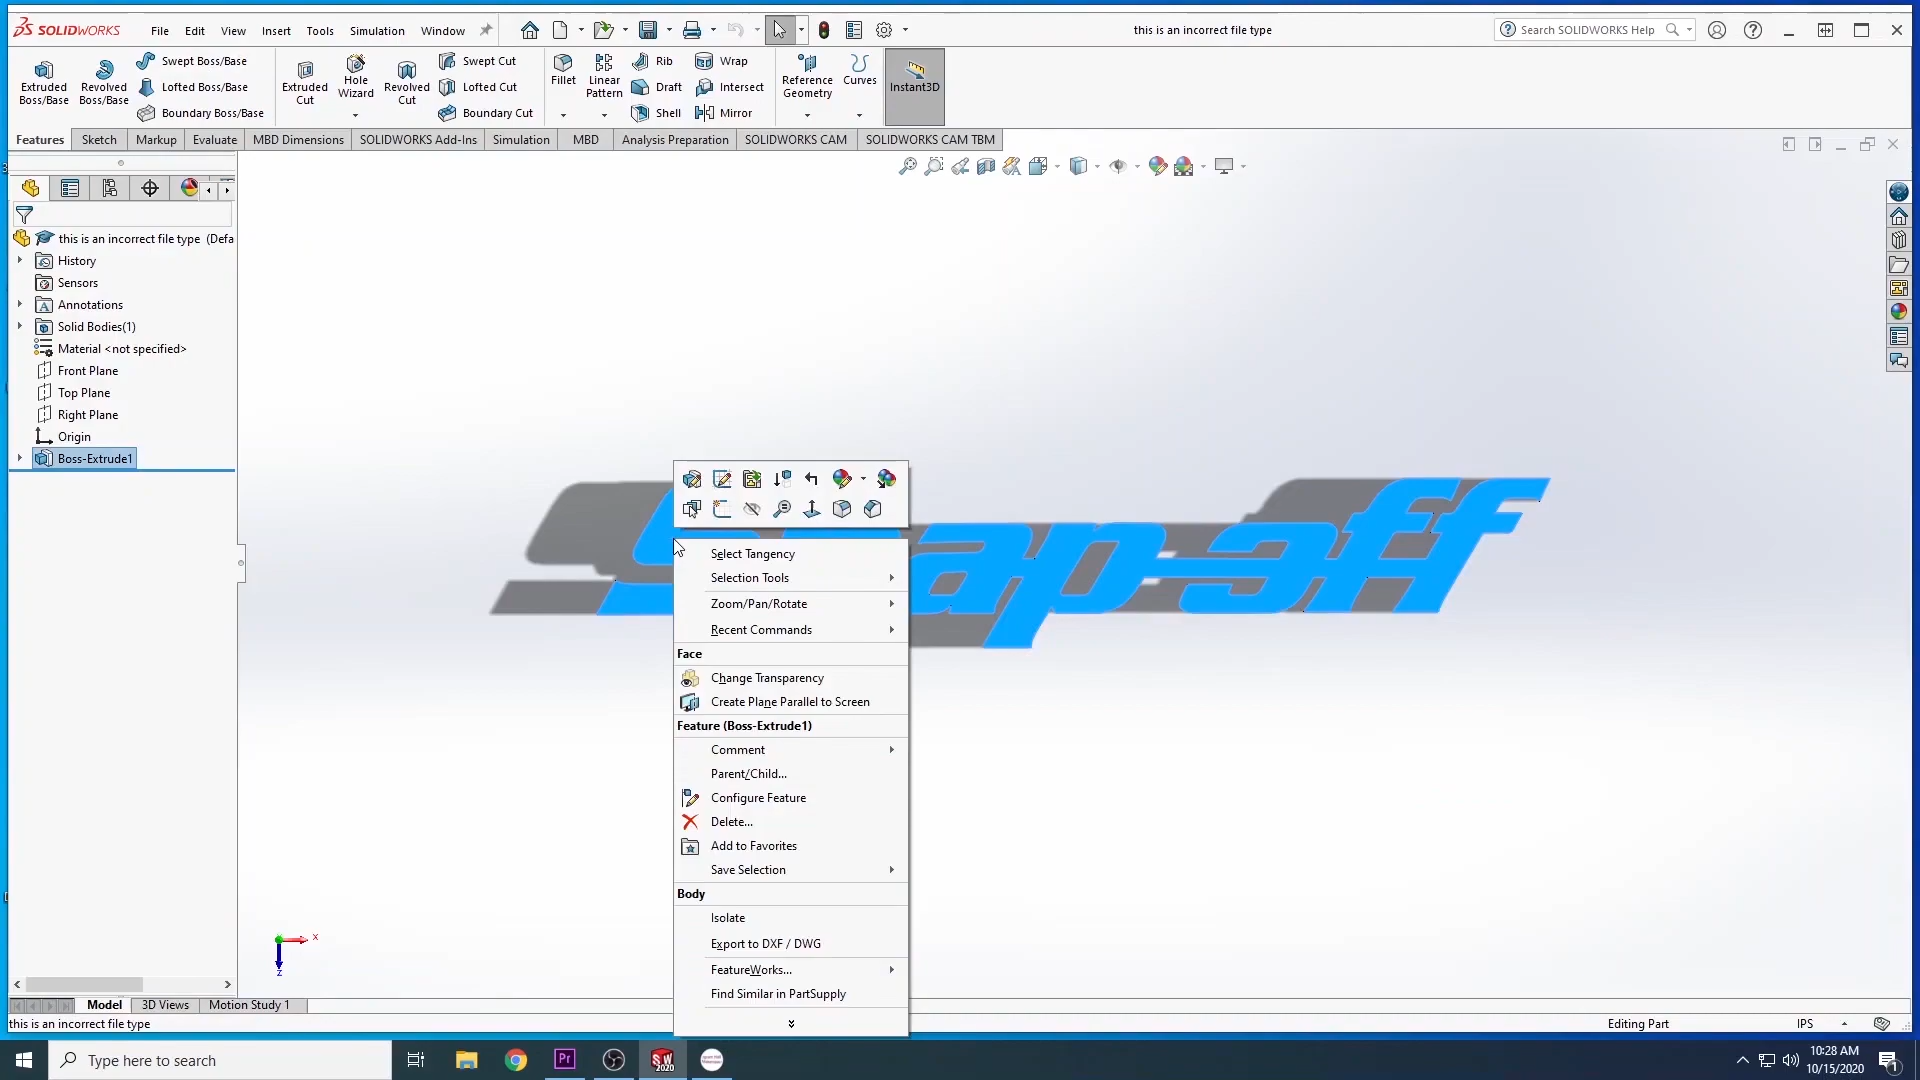 SOLIDWORKS File Edit View Insert Tools Simulation Window this is an incorrect file type Search SOLIDWORKS Help
Extruded Boss/Base
Revolved Boss/Base
Swept Boss/Base
Lofted Boss/Base
Boundary Boss/Base
Extruded Cut
Hole Wizard
Revolved Cut
Swept Cut
Lofted Cut
Boundary Cut
Fillet
Linear Pattern
Rib
Draft
Shell
Wrap
Intersect
Mirror
Reference Geometry
Curves
Instant3D
Features Sketch Markup Evaluate MBD Dimensions SOLIDWORKS Add-Ins Simulation MBD Analysis Preparation SOLIDWORKS CAM SOLIDWORKS CAM TBM
this is an incorrect file type (Defa
History
Sensors
Annotations
Solid Bodies(1)
Material <not specified>
Front Plane
Top Plane
Right Plane
Origin
Boss-Extrude1
Select Tangency
Selection Tools
Zoom/Pan/Rotate
Recent Commands
Face
Change Transparency
Create Plane Parallel to Screen
Feature (Boss-Extrude1)
Comment
Parent/Child...
Configure Feature
Delete...
Add to Favorites
Save Selection
Body
Isolate
Export to DXF / DWG
FeatureWorks...
Find Similar in PartSupply
x
z
Model 3D Views Motion Study 1
this is an incorrect file type Editing Part IPS
Type here to search
Pr
SW 2020
10:28 AM
10/15/2020
1